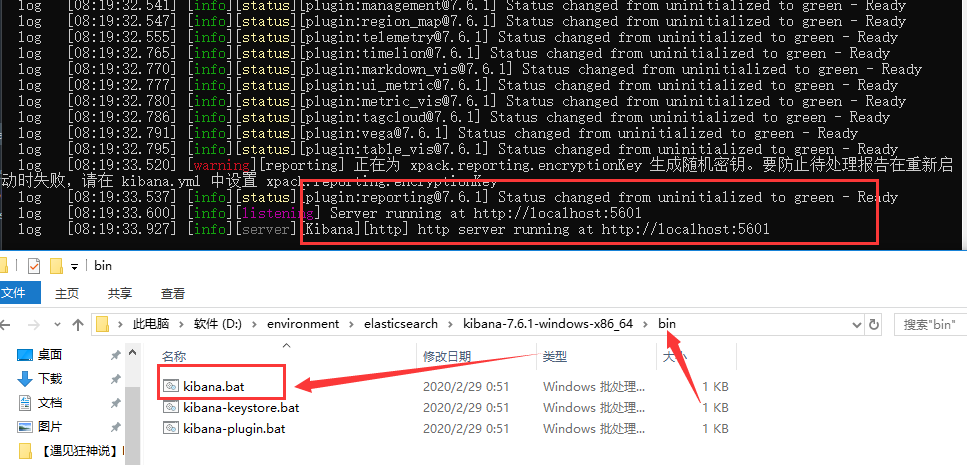 log [08:19:32.541] [info][status][plugin:management@7.6.1] Status changed from uninitialized to green - Ready
log [08:19:32.547] [info][status][plugin:region_map@7.6.1] Status changed from uninitialized to green - Ready
log [08:19:32.555] [info][status][plugin:telemetry@7.6.1] Status changed from uninitialized to green - Ready
log [08:19:32.765] [info][status][plugin:timelion@7.6.1] Status changed from uninitialized to green - Ready
log [08:19:32.770] [info][status][plugin:markdown_vis@7.6.1] Status changed from uninitialized to green - Ready
log [08:19:32.777] [info][status][plugin:ui_metric@7.6.1] Status changed from uninitialized to green - Ready
log [08:19:32.780] [info][status][plugin:metric_vis@7.6.1] Status changed from uninitialized to green - Ready
log [08:19:32.786] [info][status][plugin:tagcloud@7.6.1] Status changed from uninitialized to green - Ready
log [08:19:32.791] [info][status][plugin:vega@7.6.1] Status changed from uninitialized to green - Ready
log [08:19:32.795] [info][status][plugin:table_vis@7.6.1] Status changed from uninitialized to green - Ready
log [08:19:33.520] [warning][reporting] 正在为 xpack.reporting.encryptionKey 生成随机密钥。要防止待处理报告在重新启
动时失败，请在 kibana.yml 中设置 xpack.reporting.encryptionKey
log [08:19:33.537] [info][status][plugin:reporting@7.6.1] Status changed from uninitialized to green - Ready
log [08:19:33.600] [info][listening] Server running at http://localhost:5601
log [08:19:33.927] [info][server][Kibana][http] http server running at http://localhost:5601
bin
文件 主页 共享 查看
此电脑 软件 (D:) environment elasticsearch kibana-7.6.1-windows-x86_64 bin 搜索"bin"
名称 修改日期 类型 大小
桌面
下载
文档
图片
【遇见狂神说】
kibana.bat 2020/2/29 0:51 Windows 批处理... 1 KB
kibana-keystore.bat 2020/2/29 0:51 Windows 批处理... 1 KB
kibana-plugin.bat 2020/2/29 0:51 Windows 批处理... 1 KB